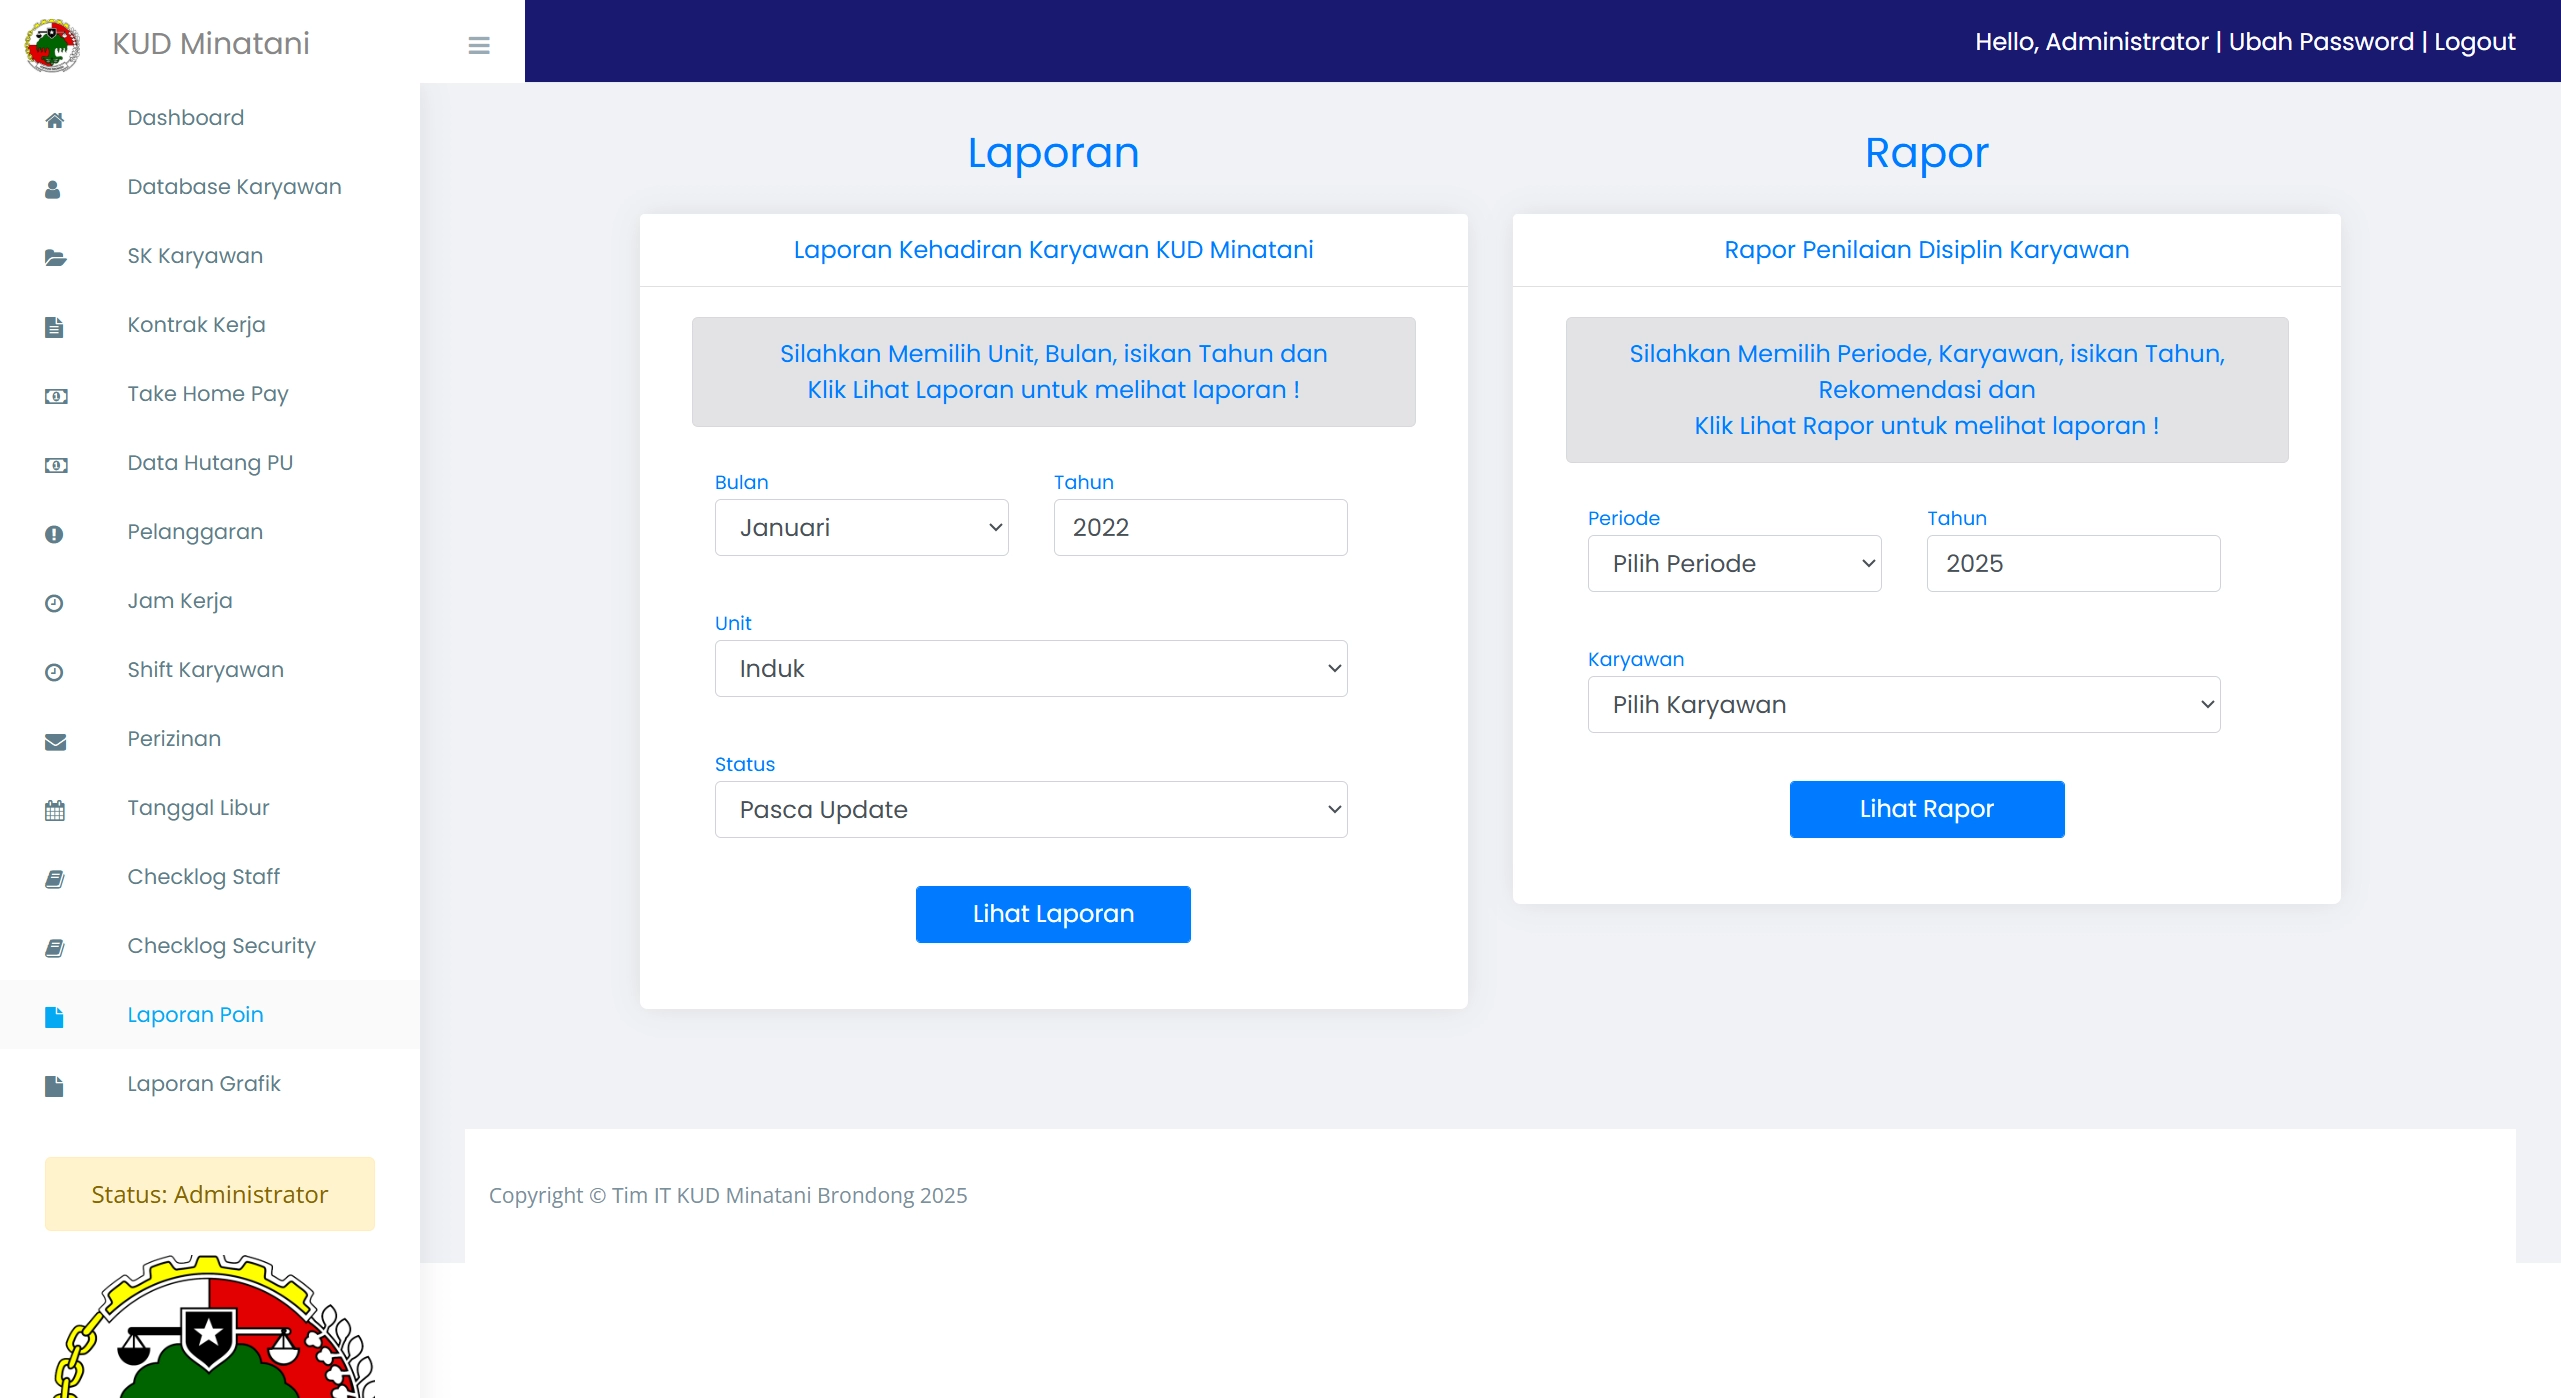 KUD Minatani
Hello, Administrator | Ubah Password | Logout
Dashboard
Database Karyawan
SK Karyawan
Kontrak Kerja
Take Home Pay
Data Hutang PU
Pelanggaran
Jam Kerja
Shift Karyawan
Perizinan
Tanggal Libur
Checklog Staff
Checklog Security
Laporan Poin
Laporan Grafik
Status: Administrator
Laporan
Laporan Kehadiran Karyawan KUD Minatani
Silahkan Memilih Unit, Bulan, isikan Tahun dan
Klik Lihat Laporan untuk melihat laporan !
Bulan
Tahun
Januari
2022
Unit
Induk
Status
Pasca Update
Lihat Laporan
Rapor
Rapor Penilaian Disiplin Karyawan
Silahkan Memilih Periode, Karyawan, isikan Tahun,
Rekomendasi dan
Klik Lihat Rapor untuk melihat laporan !
Periode
Tahun
Pilih Periode
2025
Karyawan
Pilih Karyawan
Lihat Rapor
Copyright © Tim IT KUD Minatani Brondong 2025